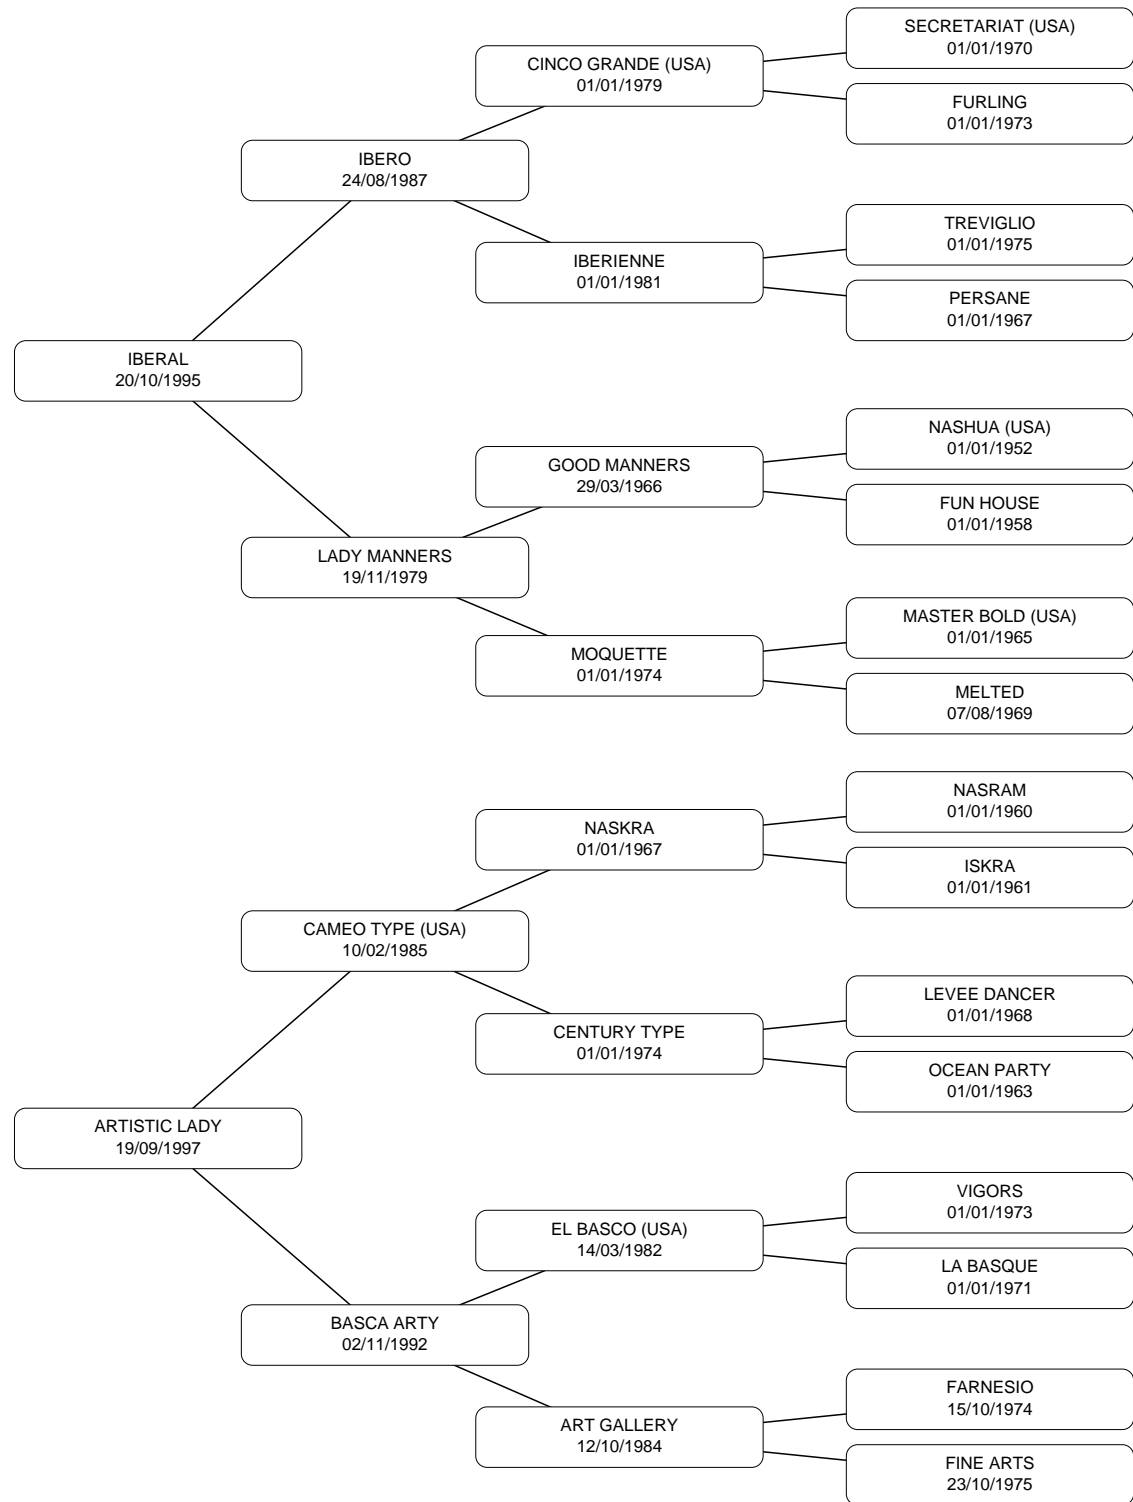 SECRETARIAT (USA)
01/01/1970
CINCO GRANDE (USA)
01/01/1979
FURLING
01/01/1973
IBERO
24/08/1987
TREVIGLIO
01/01/1975
IBERIENNE
01/01/1981
PERSANE
01/01/1967
IBERAL
20/10/1995
NASHUA (USA)
01/01/1952
GOOD MANNERS
29/03/1966
FUN HOUSE
01/01/1958
LADY MANNERS
19/11/1979
MASTER BOLD (USA)
01/01/1965
MOQUETTE
01/01/1974
MELTED
07/08/1969
NASRAM
01/01/1960
NASKRA
01/01/1967
ISKRA
01/01/1961
CAMEO TYPE (USA)
10/02/1985
LEVEE DANCER
01/01/1968
CENTURY TYPE
01/01/1974
OCEAN PARTY
01/01/1963
ARTISTIC LADY
19/09/1997
VIGORS
01/01/1973
EL BASCO (USA)
14/03/1982
LA BASQUE
01/01/1971
BASCA ARTY
02/11/1992
FARNESIO
15/10/1974
ART GALLERY
12/10/1984
FINE ARTS
23/10/1975